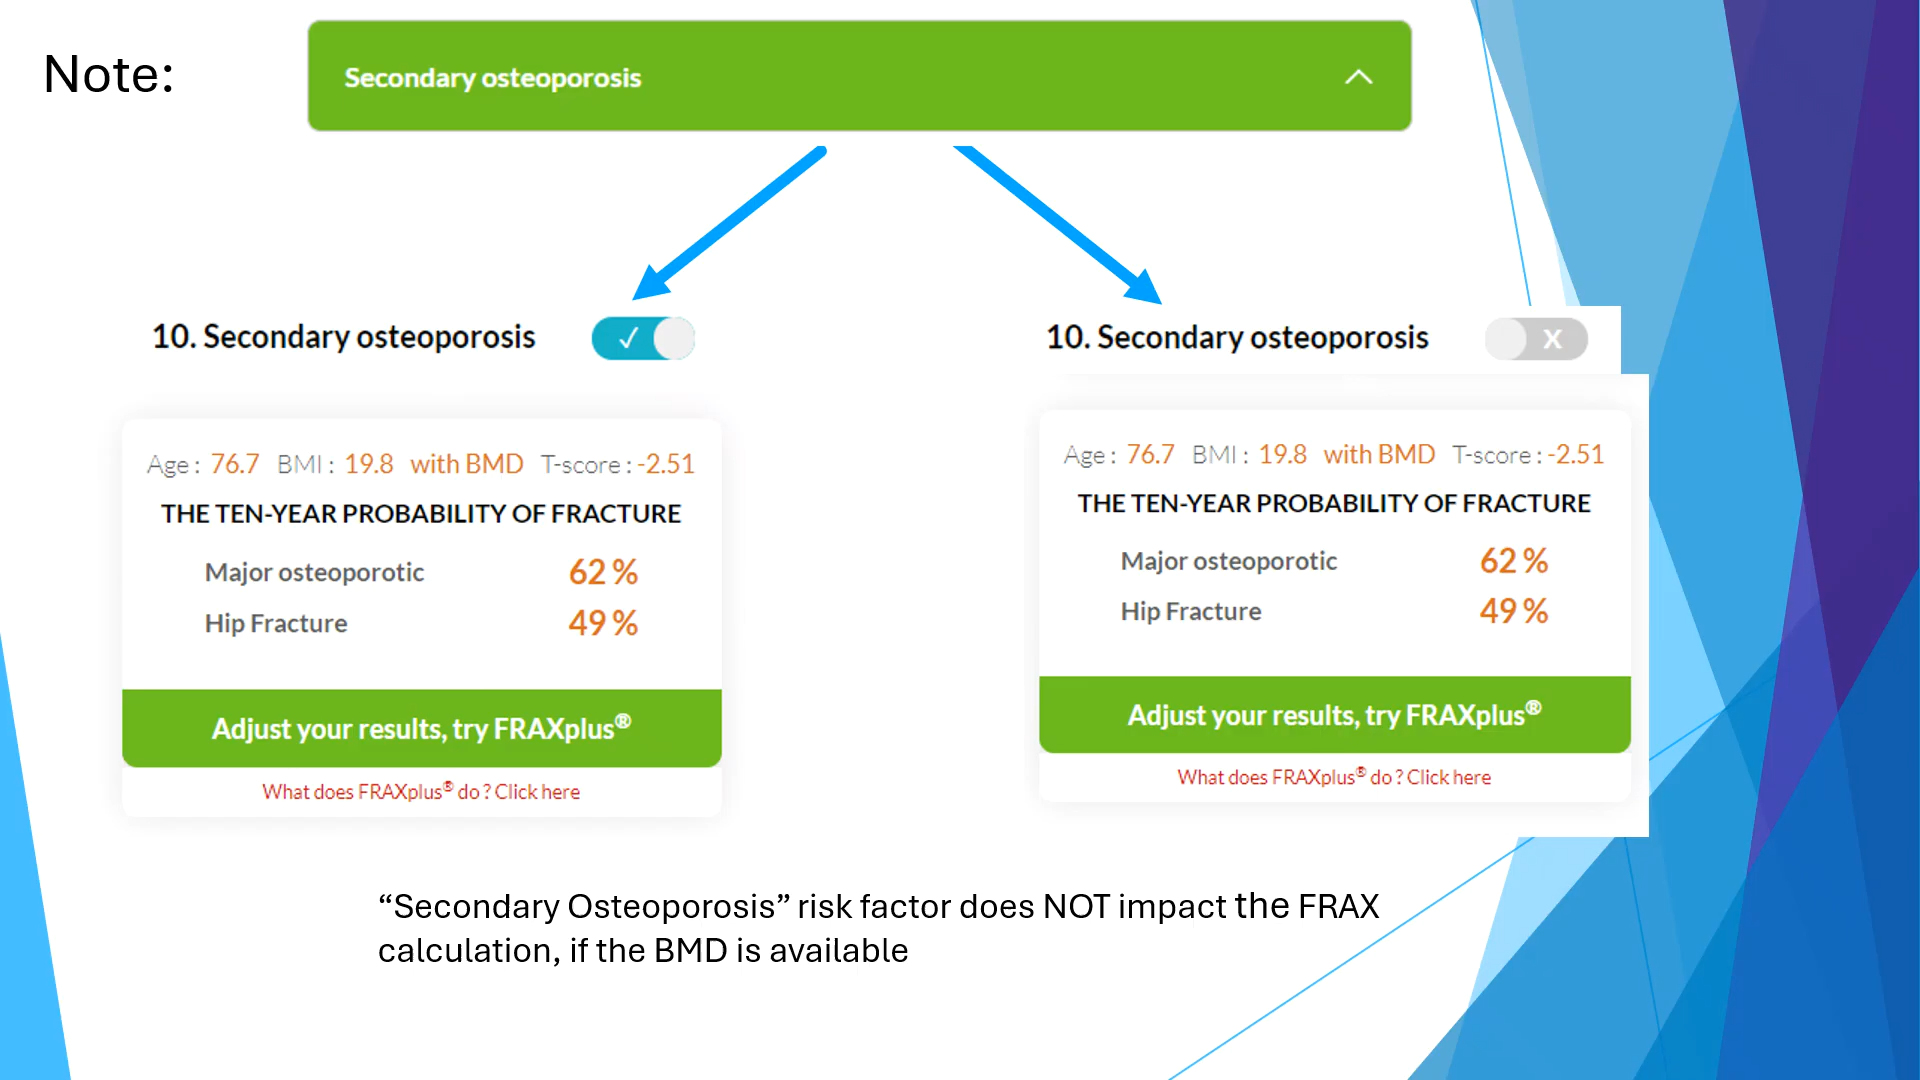 Note:
Secondary osteoporosis
10. Secondary osteoporosis ✓
Age : 76.7 BMI : 19.8 with BMD T-score : -2.51
THE TEN-YEAR PROBABILITY OF FRACTURE
Major osteoporotic 62 %
Hip Fracture 49 %
Adjust your results, try FRAXplus®
What does FRAXplus® do ? Click here
10. Secondary osteoporosis X
Age : 76.7 BMI : 19.8 with BMD T-score : -2.51
THE TEN-YEAR PROBABILITY OF FRACTURE
Major osteoporotic 62 %
Hip Fracture 49 %
Adjust your results, try FRAXplus®
What does FRAXplus® do ? Click here
“Secondary Osteoporosis” risk factor does NOT impact the FRAX
calculation, if the BMD is available